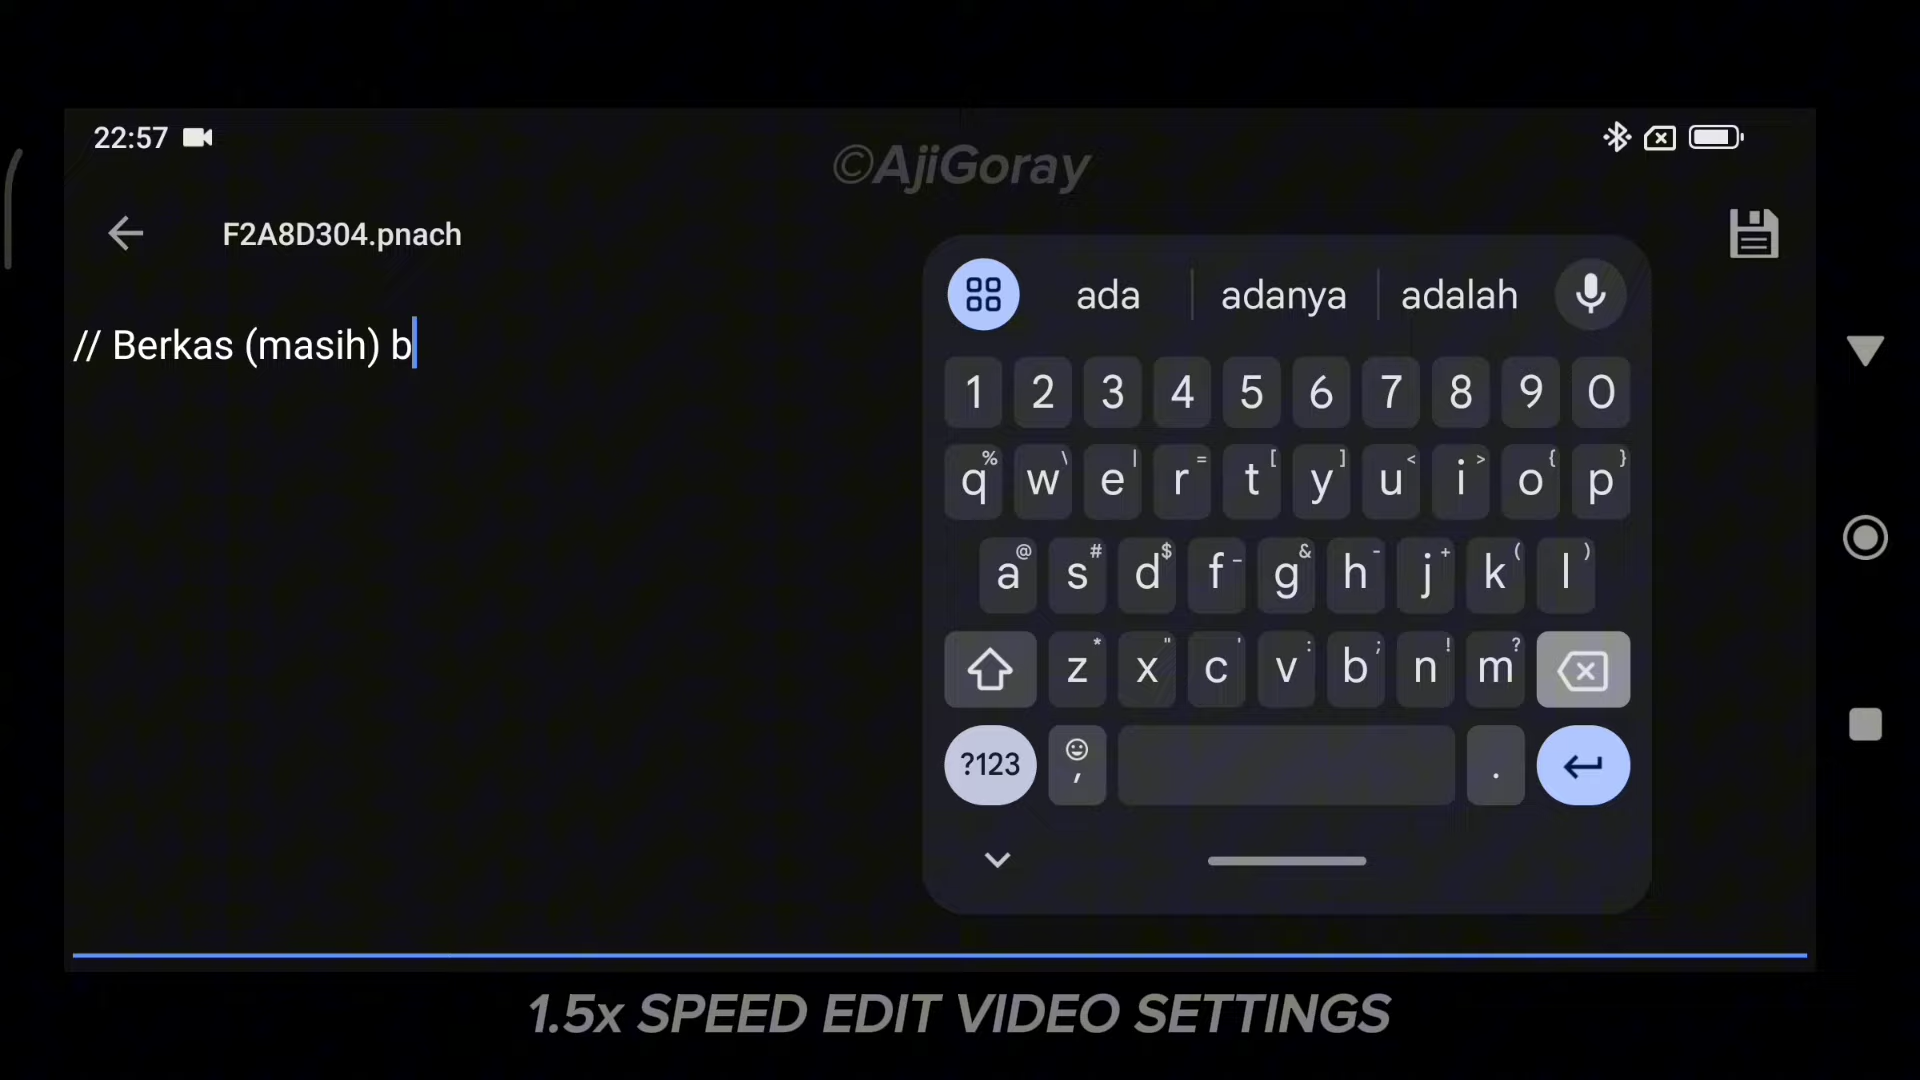 22:57
©AjiGoray
F2A8D304.pnach
// Berkas (masih) b
ada adanya adalah
1 2 3 4 5 6 7 8 9 0
q% w\ e| r= t[ y] u< i> o{ p}
a@ s# d$ f_ g& h- j+ k( l)
z* x" c' v: b; n! m?
?123 , .
1.5x SPEED EDIT VIDEO SETTINGS